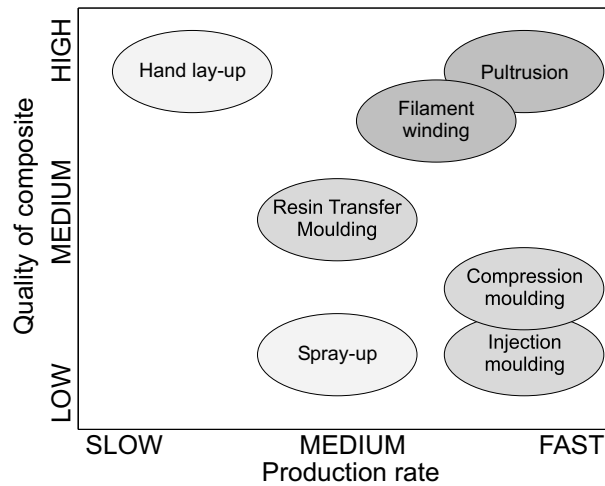 Quality of composite
HIGH
MEDIUM
LOW
Hand lay-up
Pultrusion
Filament
winding
Resin Transfer
Moulding
Compression
moulding
Spray-up
Injection
moulding
SLOW
MEDIUM
FAST
Production rate